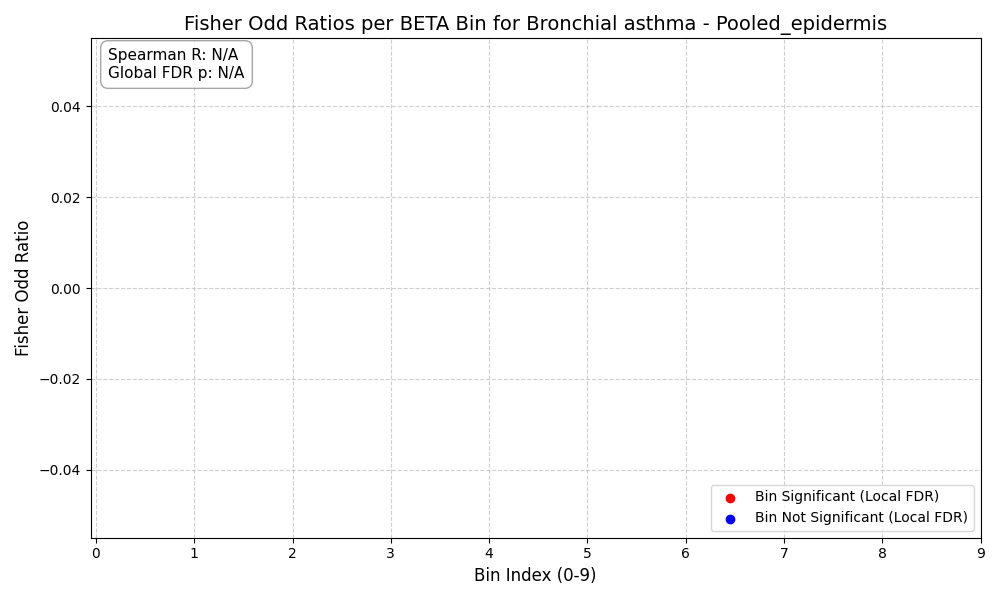 Fisher Odd Ratios per BETA Bin for Bronchial asthma - Pooled_epidermis
Spearman R: N/A
Global FDR p: N/A
Fisher Odd Ratio
0.04
0.02
0.00
−0.02
−0.04
Bin Significant (Local FDR)
Bin Not Significant (Local FDR)
0 1 2 3 4 5 6 7 8 9
Bin Index (0-9)